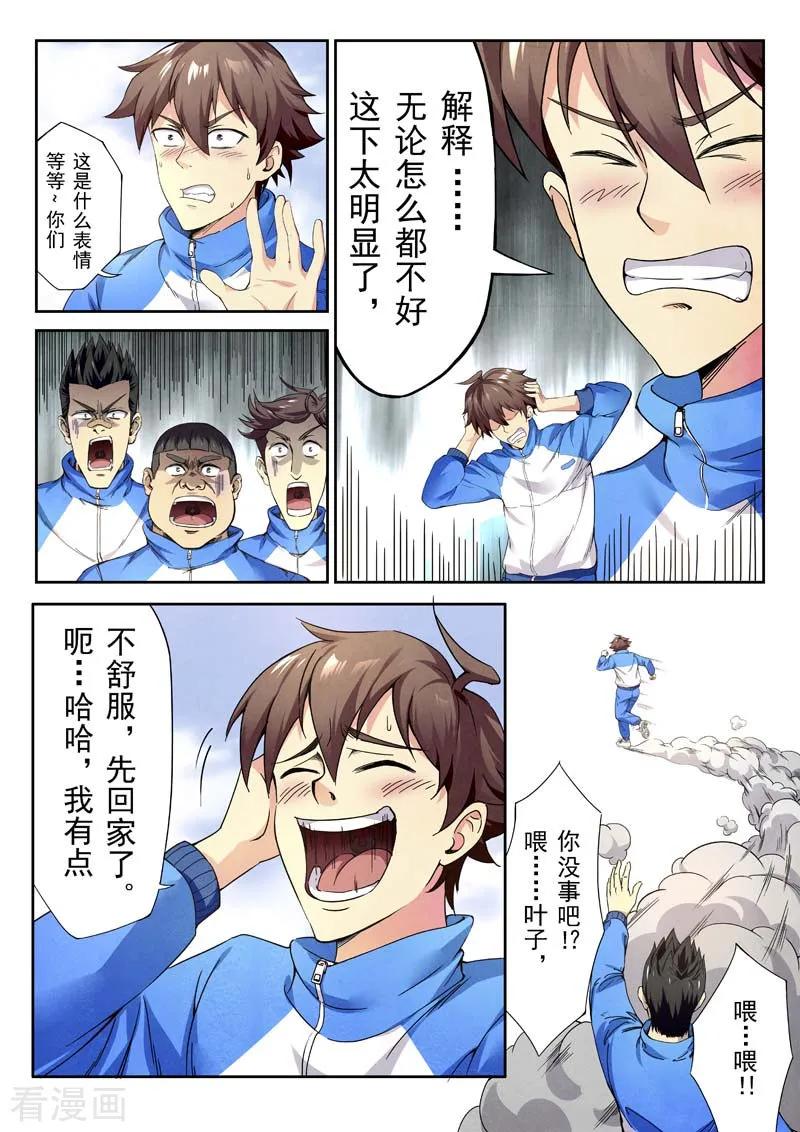 等等~你们
这是什么表情
这下太明显了，
无论怎么都不好
解释……
呃…哈哈，我有点
不舒服，先回家了。
喂……叶子，
你没事吧!?
喂…喂!!
看漫画